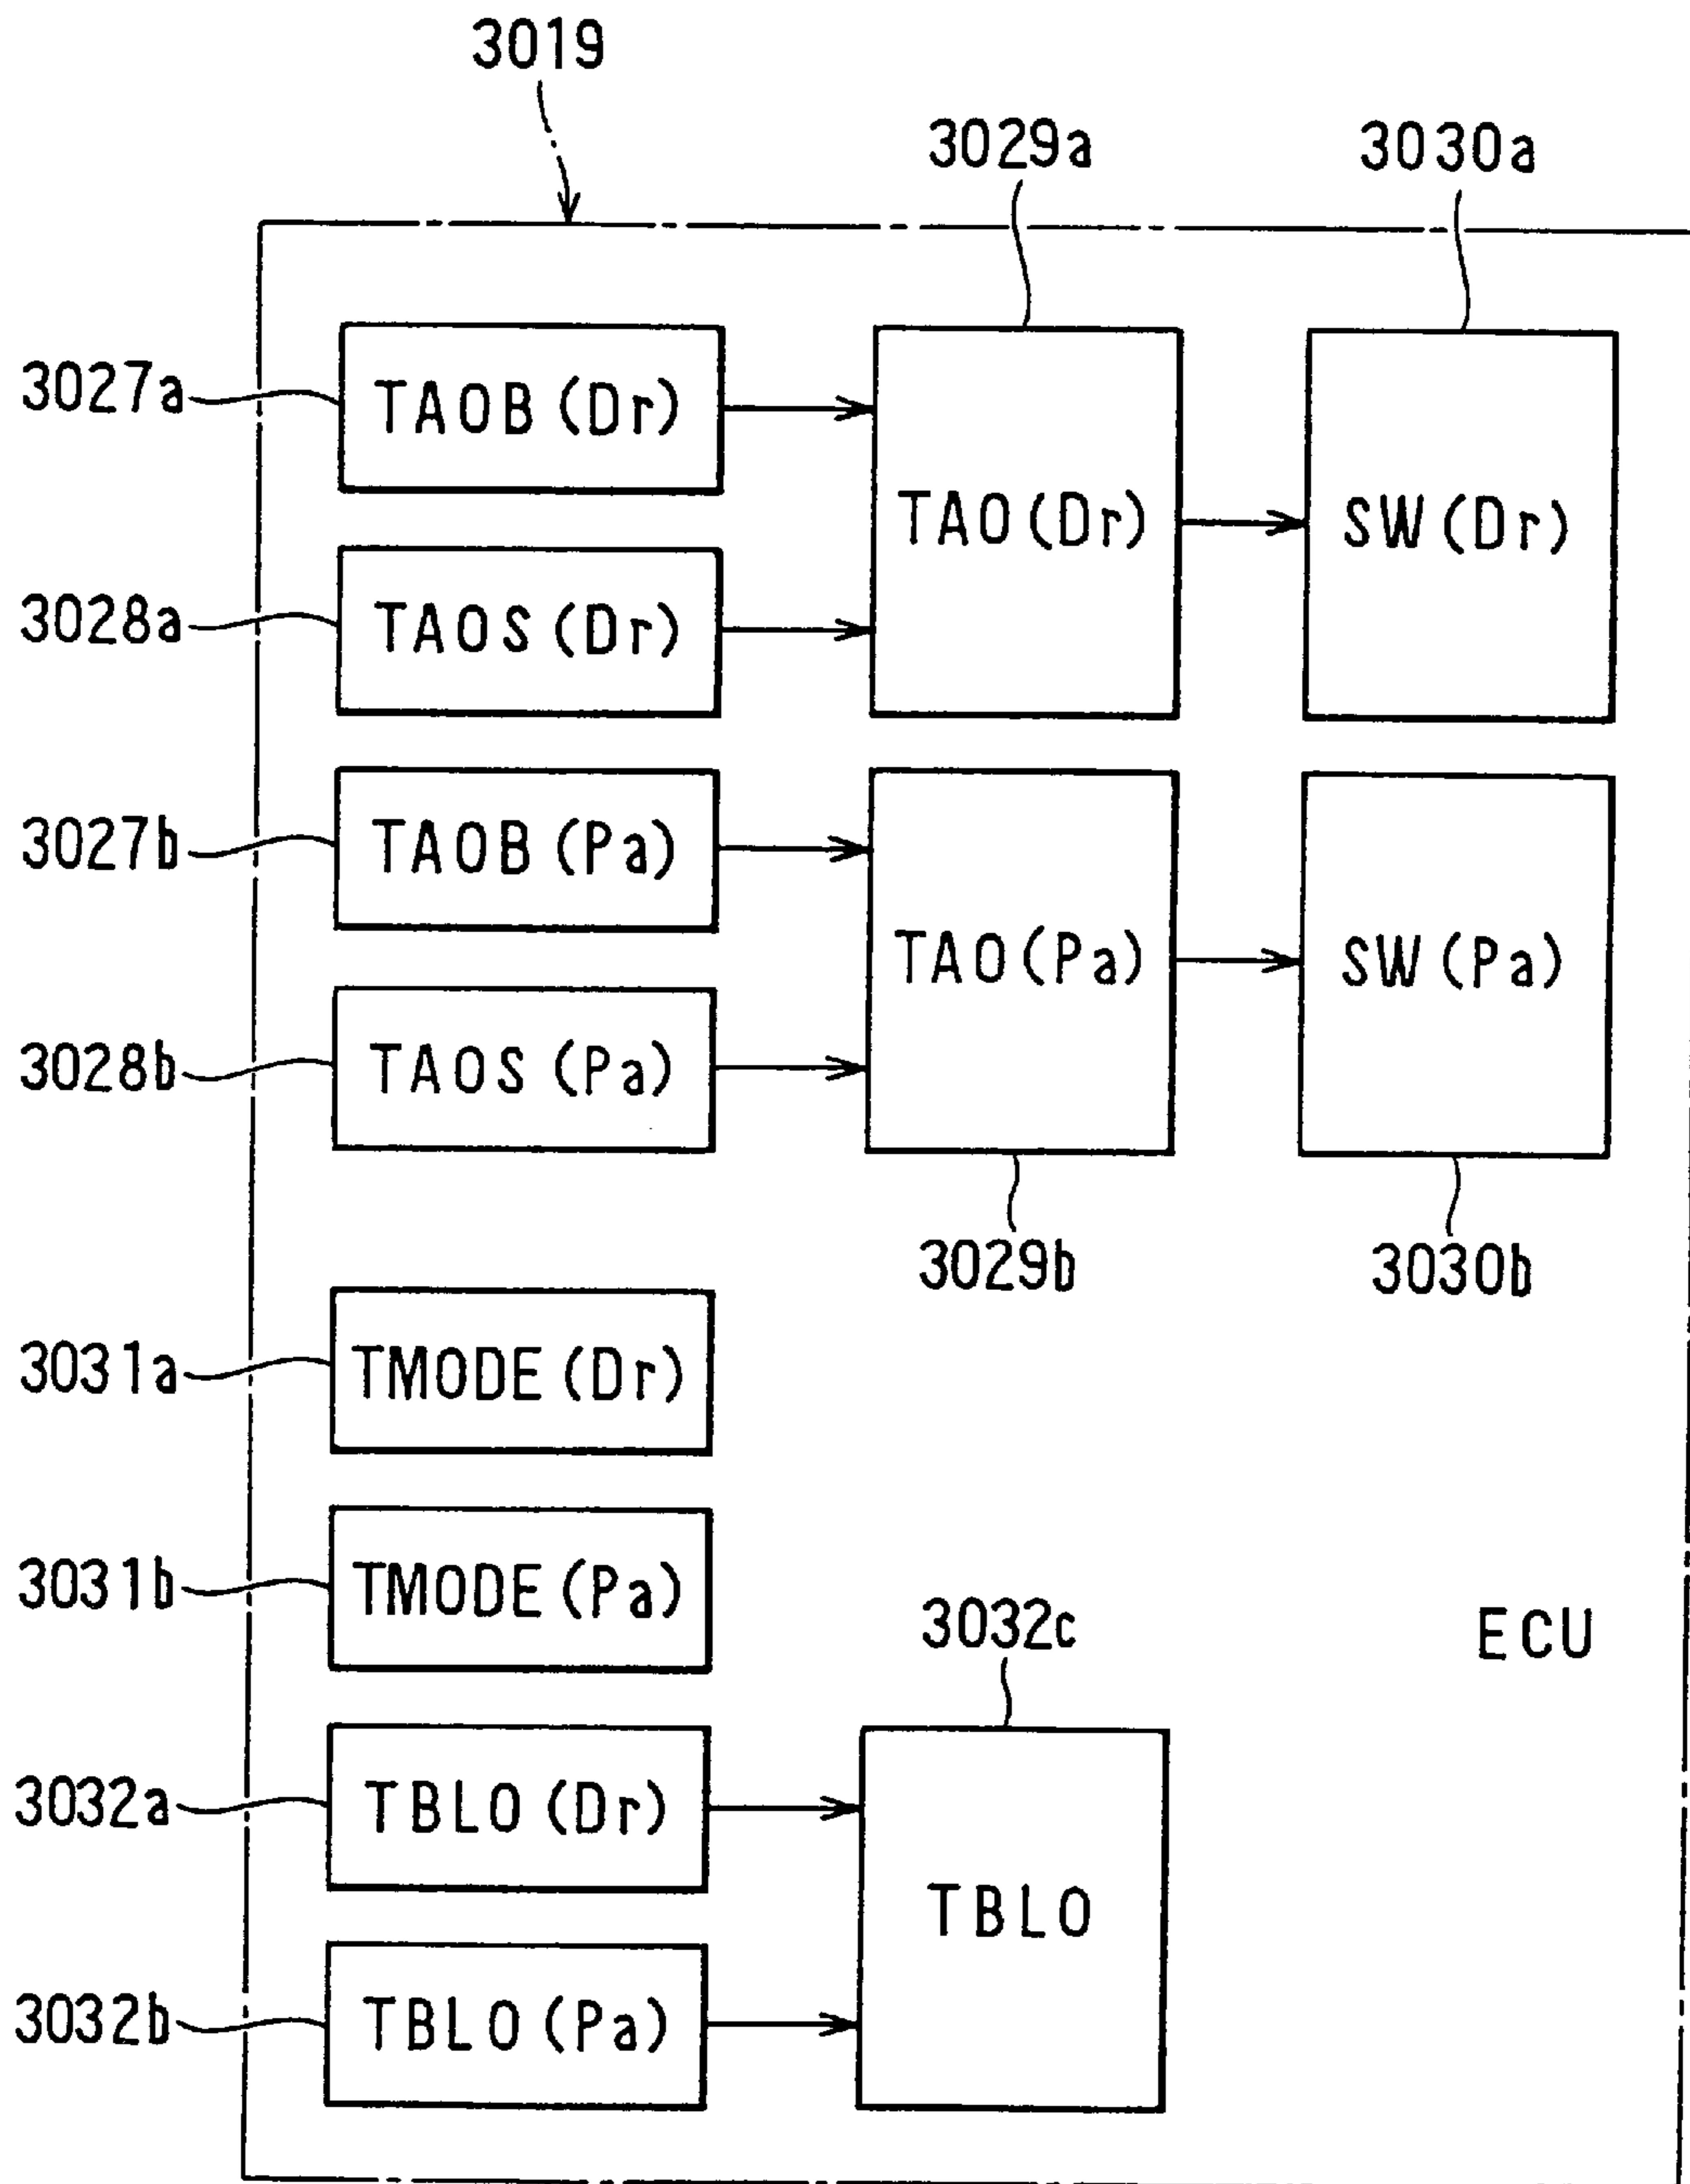 3019
3029a
3030a
3027a
TAOB (Dr)
TAO (Dr)
SW (Dr)
3028a
TAOS (Dr)
3027b
TAOB (Pa)
TAO (Pa)
SW (Pa)
3028b
TAOS (Pa)
3029b
3030b
3031a
TMODE (Dr)
3031b
TMODE (Pa)
3032c
ECU
3032a
TBLO (Dr)
TBLO
3032b
TBLO (Pa)